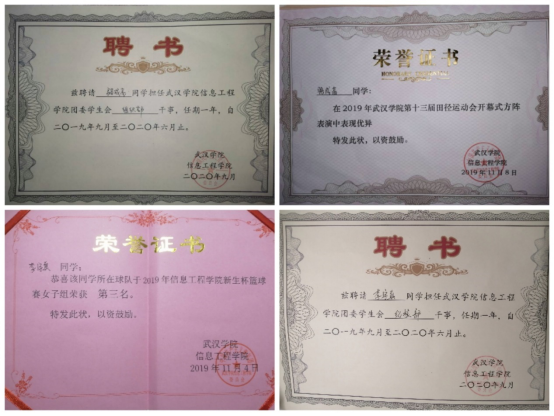 聘书
兹聘请 同学担任武汉学院信息工程
学院团委学生会 干事，任期一年，自
二〇一九年九月至二〇二〇年六月止。
武汉学院
信息工程学院
二〇二〇年九月
荣誉证书
同学：
在2019年武汉学院第十三届田径运动会开幕式方阵
表演中表现优异
特发此状，以资鼓励。
武汉学院
信息工程学院
2019年11月8日
荣誉证书
同学：
恭喜该同学所在球队于2019年信息工程学院新生杯篮球
赛女子组荣获 第三名。
特发此状，以资鼓励。
武汉学院
信息工程学院
2019年11月4日
聘书
兹聘请 同学担任武汉学院信息工程
学院团委学生会 干事，任期一年，自
二〇一九年九月至二〇二〇年六月止。
武汉学院
信息工程学院
二〇二〇年九月